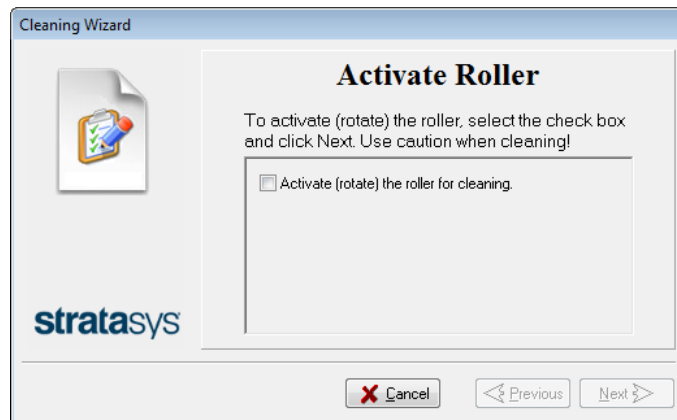 Cleaning Wizard
Activate Roller
To activate (rotate) the roller, select the check box
and click Next. Use caution when cleaning!
Activate (rotate) the roller for cleaning.
stratasys
Cancel
Previous
Next